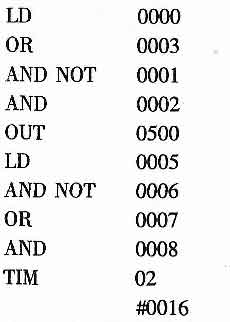 LD 0000
OR 0003
AND NOT 0001
AND 0002
OUT 0500
LD 0005
AND NOT 0006
OR 0007
AND 0008
TIM 02
#0016